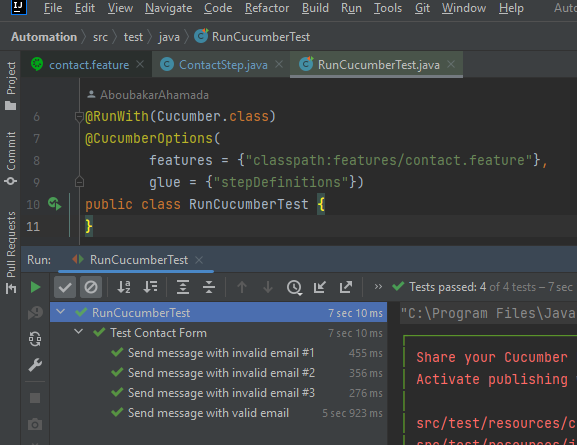 IJ File Edit View Navigate Code Refactor Build Run Tools Git Window Help
Automation > src > test > java > RunCucumberTest
contact.feature × ContactStep.java × RunCucumberTest.java ×
Project
Commit
Pull Requests
AboubakarAhamada
6 @RunWith(Cucumber.class)
7 @CucumberOptions(
8 features = {"classpath:features/contact.feature"},
9 glue = {"stepDefinitions"})
10 public class RunCucumberTest {
11 }
Run: RunCucumberTest ×
>> Tests passed: 4 of 4 tests – 7 sec
RunCucumberTest 7 sec 10 ms
Test Contact Form 7 sec 10 ms
Send message with invalid email #1 455 ms
Send message with invalid email #2 356 ms
Send message with invalid email #3 276 ms
Send message with valid email 5 sec 923 ms
"C:\Program Files\Java
Share your Cucumber
Activate publishing
src/test/resources/c